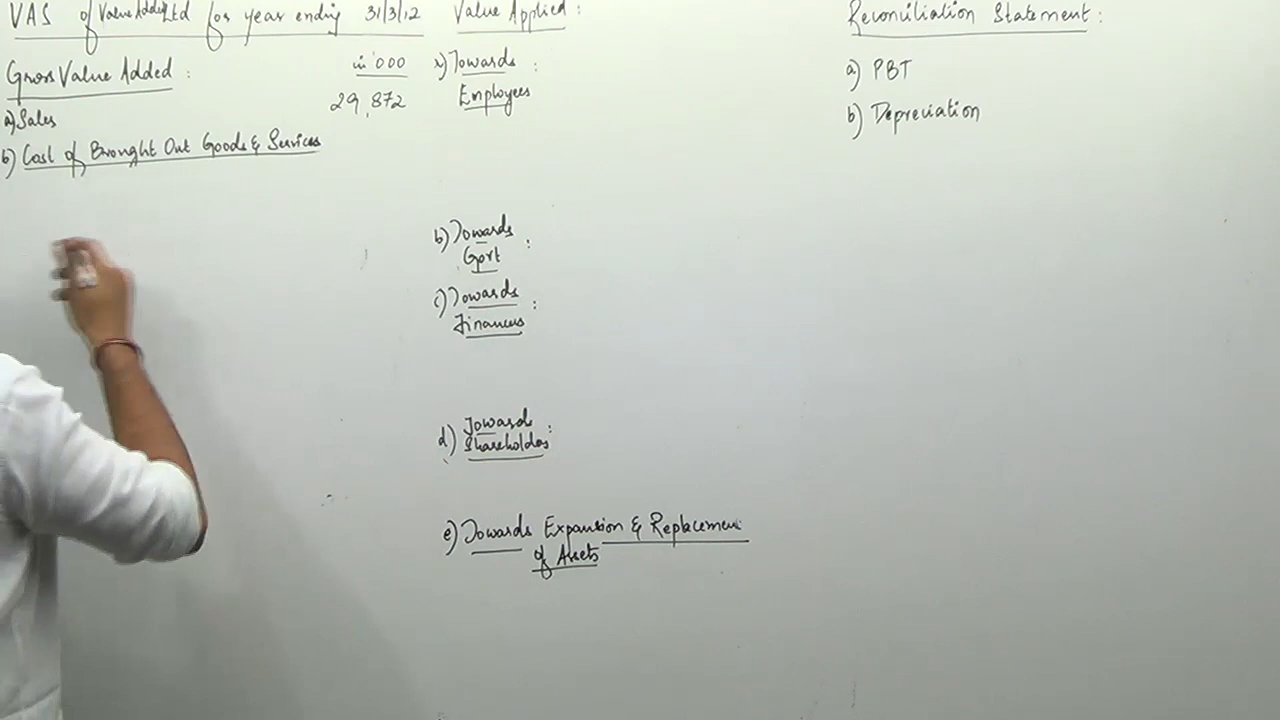 VAS of Value Adding Ltd for year ending 31/3/12
Gross Value Added :
in '000
a) Sales
29,872
b) Cost of Brought Out Goods & Services
Value Applied :
a) Towards :
Employees
b) Towards :
Govt
c) Towards :
Financers
d) Towards :
Shareholders
e) Towards Expansion & Replacement
of Assets
Reconciliation Statement :
a) PBT
b) Depreciation